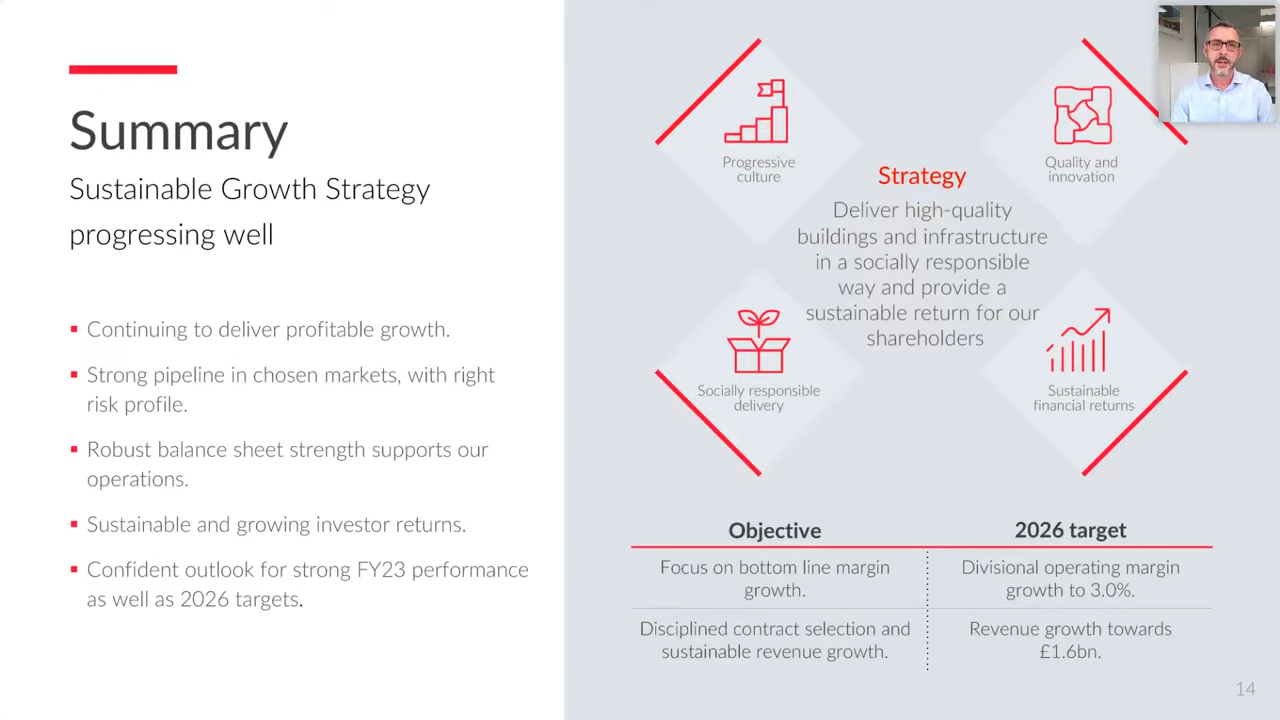 Summary
Sustainable Growth Strategy
progressing well
Continuing to deliver profitable growth.
Strong pipeline in chosen markets, with right
risk profile.
Robust balance sheet strength supports our
operations.
Sustainable and growing investor returns.
Confident outlook for strong FY23 performance
as well as 2026 targets.
Progressive
culture
Quality and
innovation
Strategy
Deliver high-quality
buildings and infrastructure
in a socially responsible
way and provide a
sustainable return for our
shareholders
Socially responsible
delivery
Sustainable
financial returns
Objective 2026 target
Focus on bottom line margin
growth.
Divisional operating margin
growth to 3.0%.
Disciplined contract selection and
sustainable revenue growth.
Revenue growth towards
£1.6bn.
14